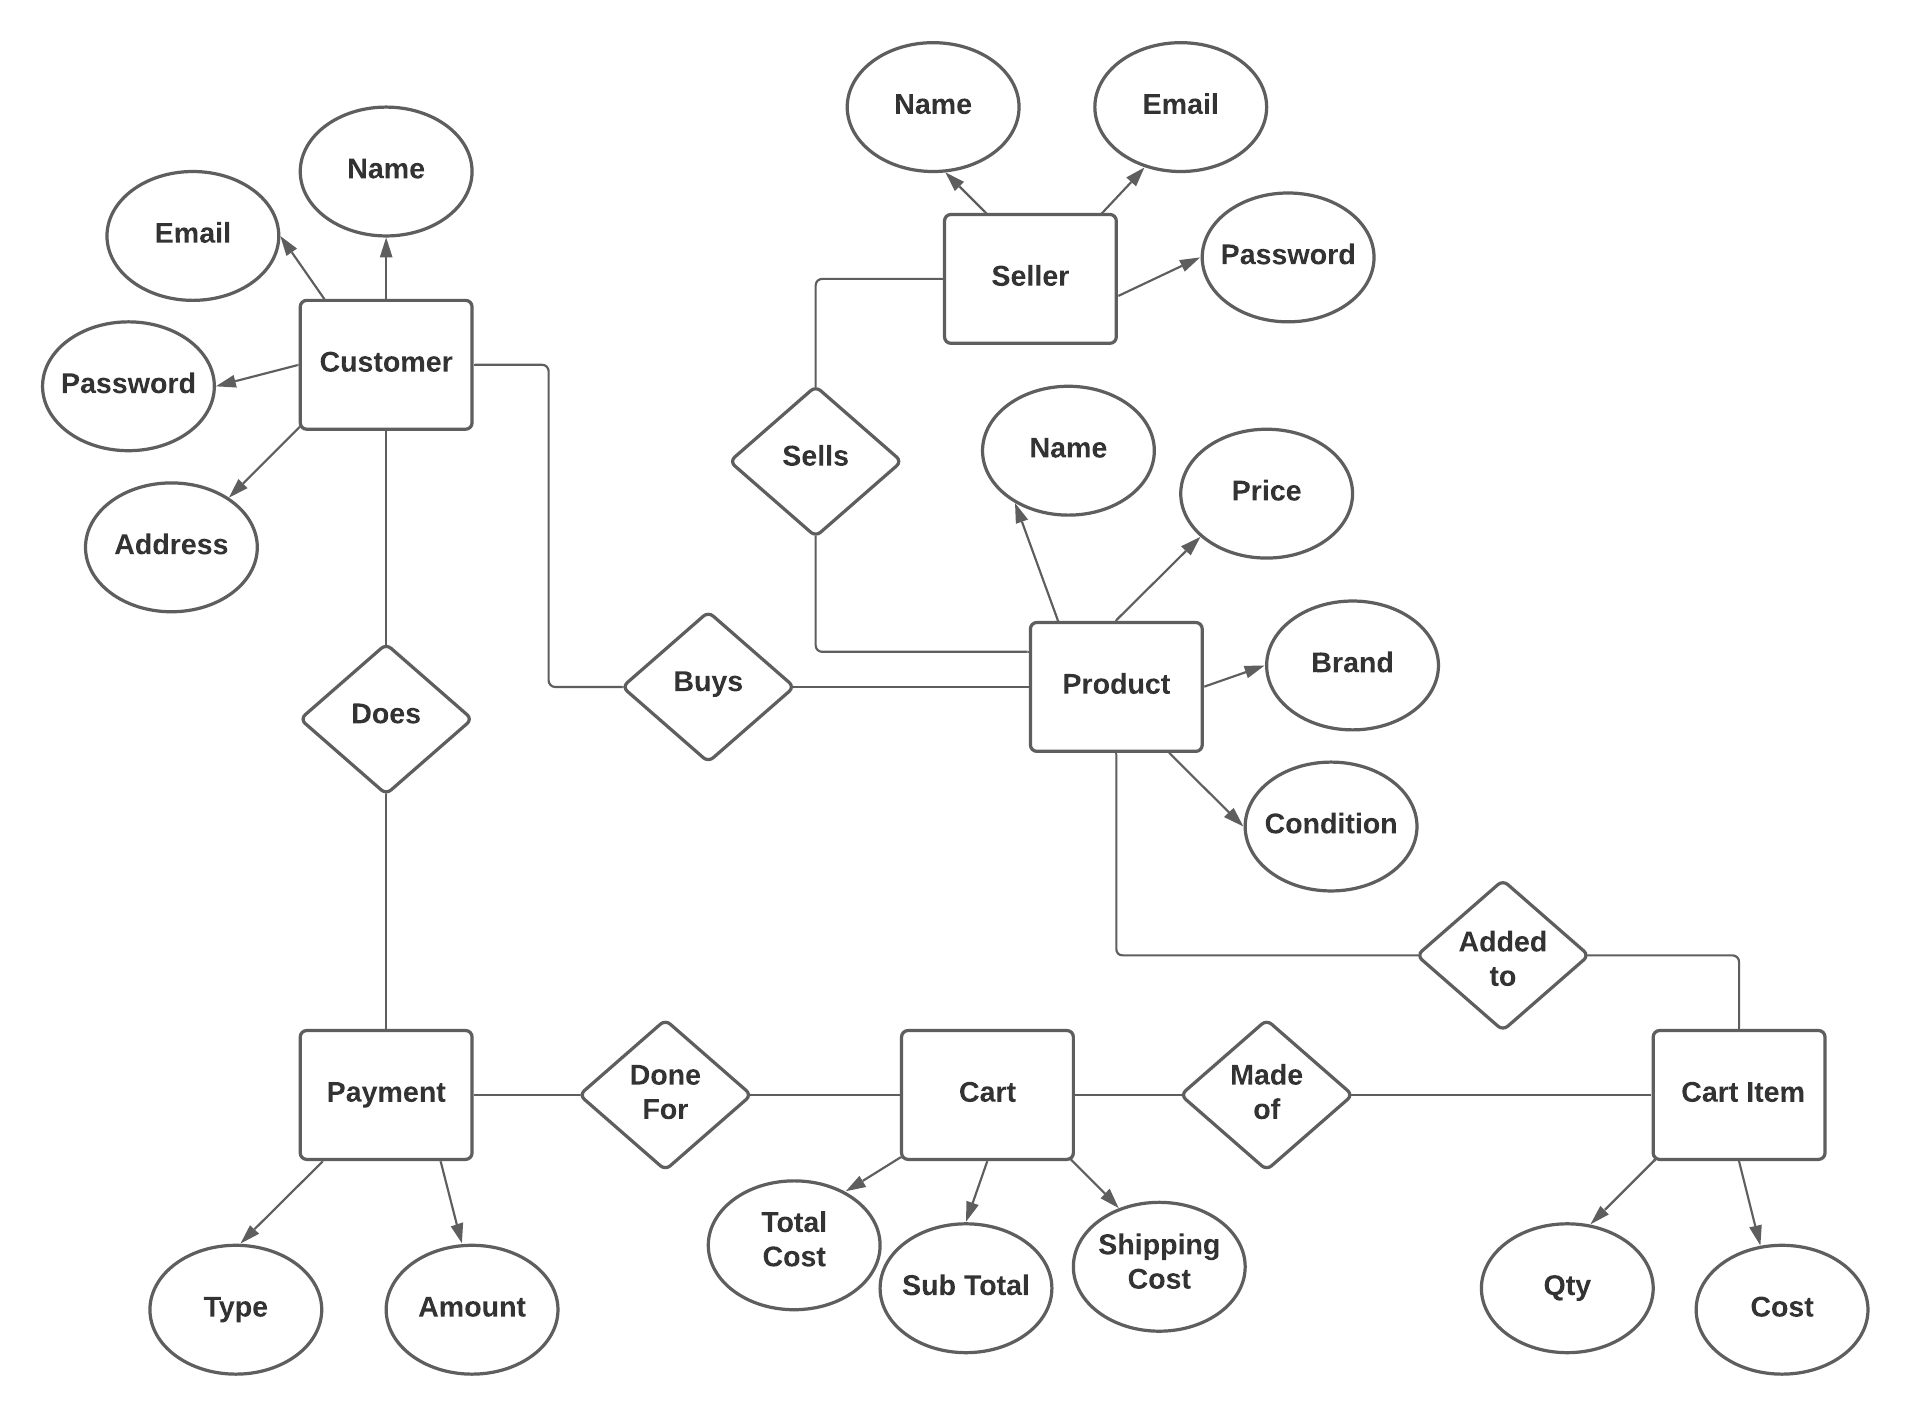 Name
Email
Name
Email
Password
Seller
Customer
Password
Name
Sells
Price
Address
Brand
Buys
Product
Does
Condition
Added
to
Payment
Done
For
Cart
Made
of
Cart Item
Total
Cost
Sub Total
Shipping
Cost
Qty
Type
Amount
Cost